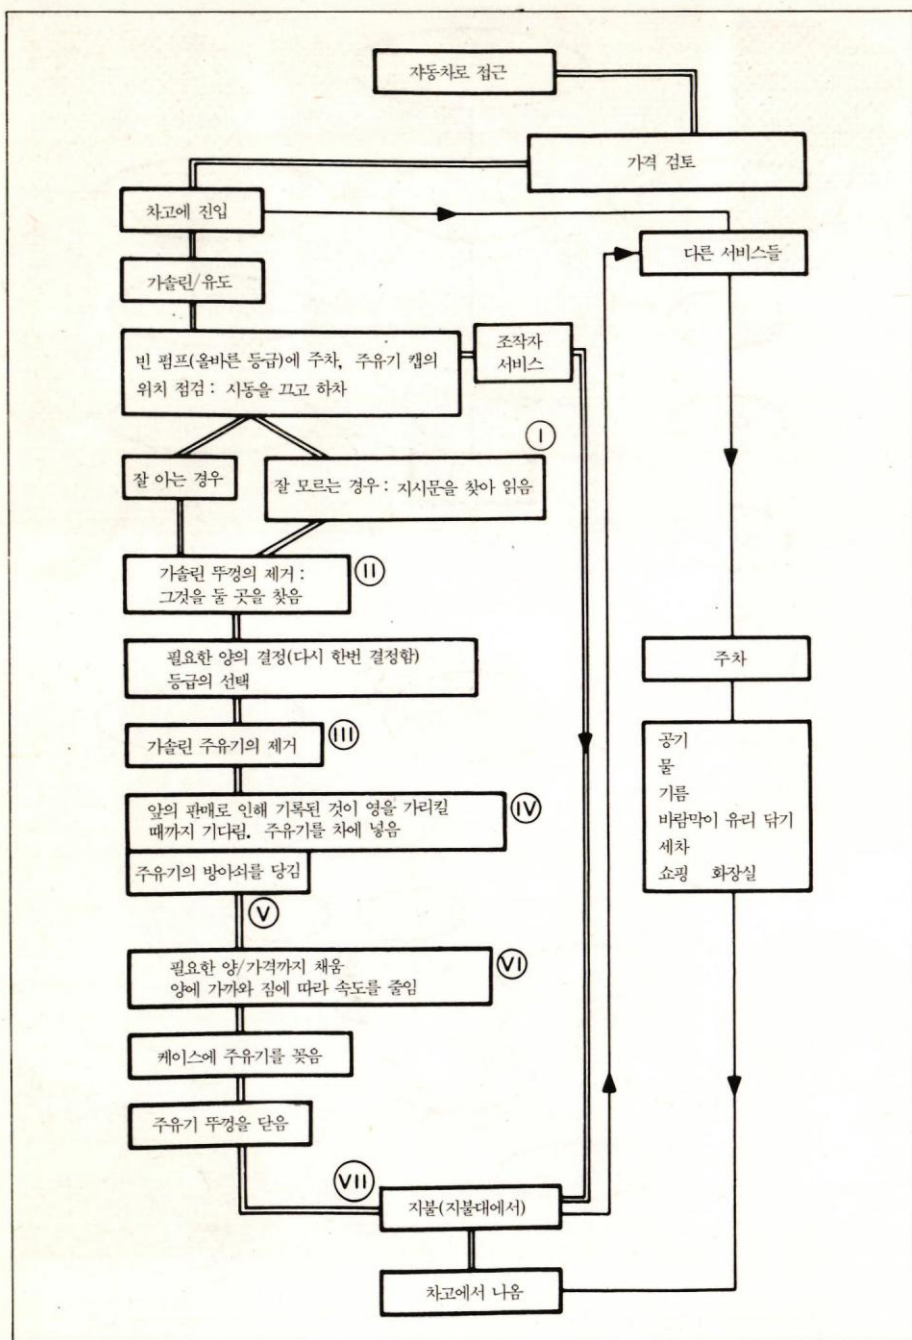 자동차로 접근
가격 검토
차고에 진입
다른 서비스들
가솔린/유도
빈 펌프(올바른 등급)에 주차, 주유기 캡의
위치 점검: 시동을 끄고 하차
조작자
서비스
I
잘 아는 경우
잘 모르는 경우: 지시문을 찾아 읽음
가솔린 뚜껑의 제거:
그것을 둘 곳을 찾음
II
필요한 양의 결정(다시 한번 결정함)
등급의 선택
주차
가솔린 주유기의 제거
III
공기
물
기름
바람막이 유리 닦기
세차
쇼핑 화장실
앞의 판매로 인해 기록된 것이 영을 가리킬
때까지 기다림. 주유기를 차에 넣음
IV
주유기의 방아쇠를 당김
V
필요한 양/가격까지 채움
양에 가까와 짐에 따라 속도를 줄임
VI
케이스에 주유기를 꽂음
주유기 뚜껑을 닫음
VII
지불(지불대에서)
차고에서 나옴